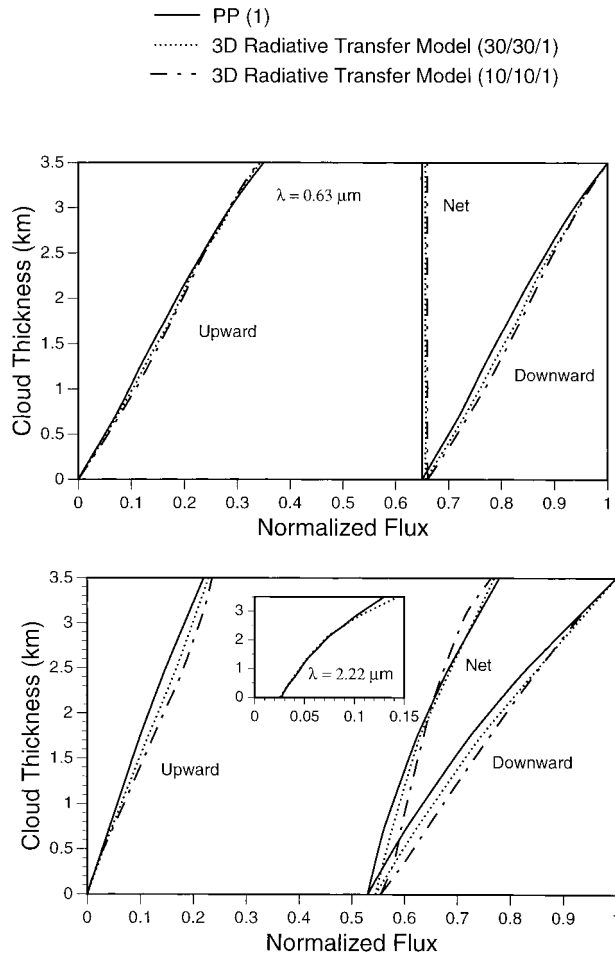 PP (1)
3D Radiative Transfer Model (30/30/1)
3D Radiative Transfer Model (10/10/1)
3.5
3
2.5
2
1.5
1
0.5
0
Cloud Thickness (km)
λ = 0.63 μm
Net
Upward
Downward
0 0.1 0.2 0.3 0.4 0.5 0.6 0.7 0.8 0.9 1
Normalized Flux
3.5
3
2.5
2
1.5
1
0.5
0
Cloud Thickness (km)
3
2
1
0
λ = 2.22 μm
0 0.05 0.1 0.15
Net
Upward
Downward
0 0.1 0.2 0.3 0.4 0.5 0.6 0.7 0.8 0.9 1
Normalized Flux